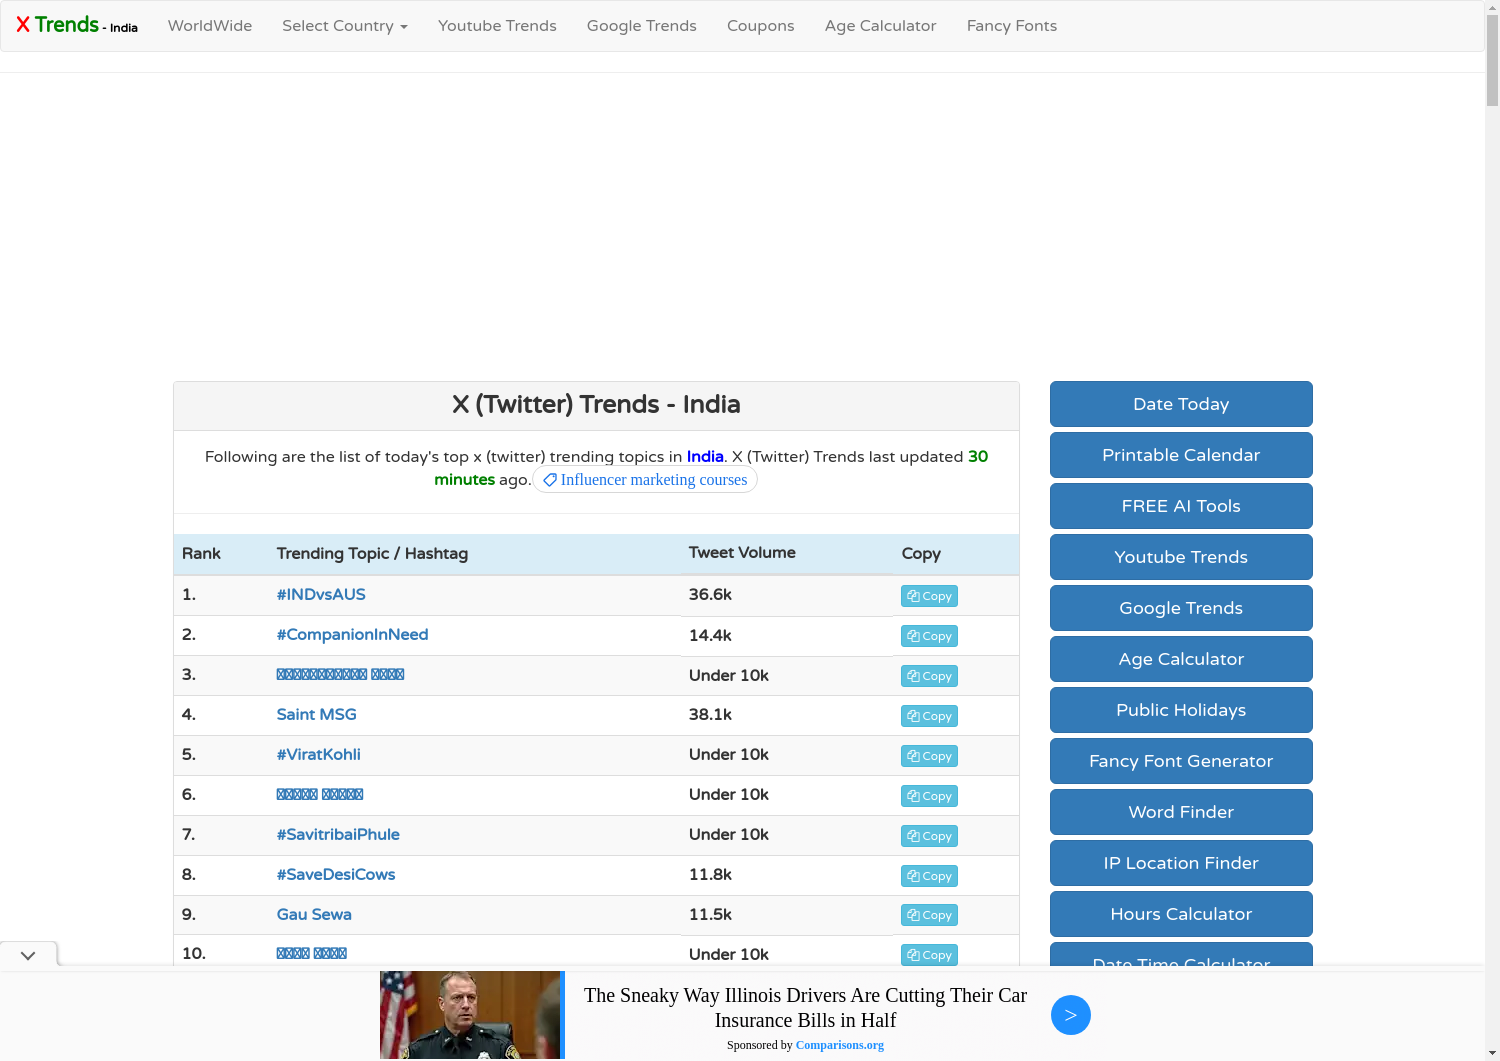 X Trends - India WorldWide Select Country Youtube Trends Google Trends Coupons Age Calculator Fancy Fonts
X (Twitter) Trends - India
Following are the list of today's top x (twitter) trending topics in India. X (Twitter) Trends last updated 30
minutes ago. Influencer marketing courses
Rank Trending Topic / Hashtag Tweet Volume Copy
1. #INDvsAUS 36.6k Copy
2. #CompanionInNeed 14.4k Copy
3. Under 10k Copy
4. Saint MSG 38.1k Copy
5. #ViratKohli Under 10k Copy
6. Under 10k Copy
7. #SavitribaiPhule Under 10k Copy
8. #SaveDesiCows 11.8k Copy
9. Gau Sewa 11.5k Copy
10. Under 10k Copy
Date Today
Printable Calendar
FREE AI Tools
Youtube Trends
Google Trends
Age Calculator
Public Holidays
Fancy Font Generator
Word Finder
IP Location Finder
Hours Calculator
Date Time Calculator
The Sneaky Way Illinois Drivers Are Cutting Their Car
Insurance Bills in Half
Sponsored by Comparisons.org
>